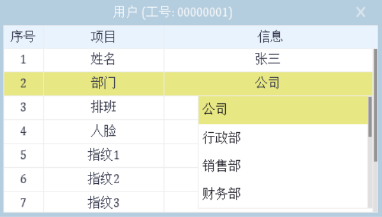 用户 (工号: 00000001)
序号 项目 信息
1 姓名 张三
2 部门 公司
3 排班 公司
4 人脸 行政部
5 指纹1 销售部
6 指纹2 财务部
7 指纹3